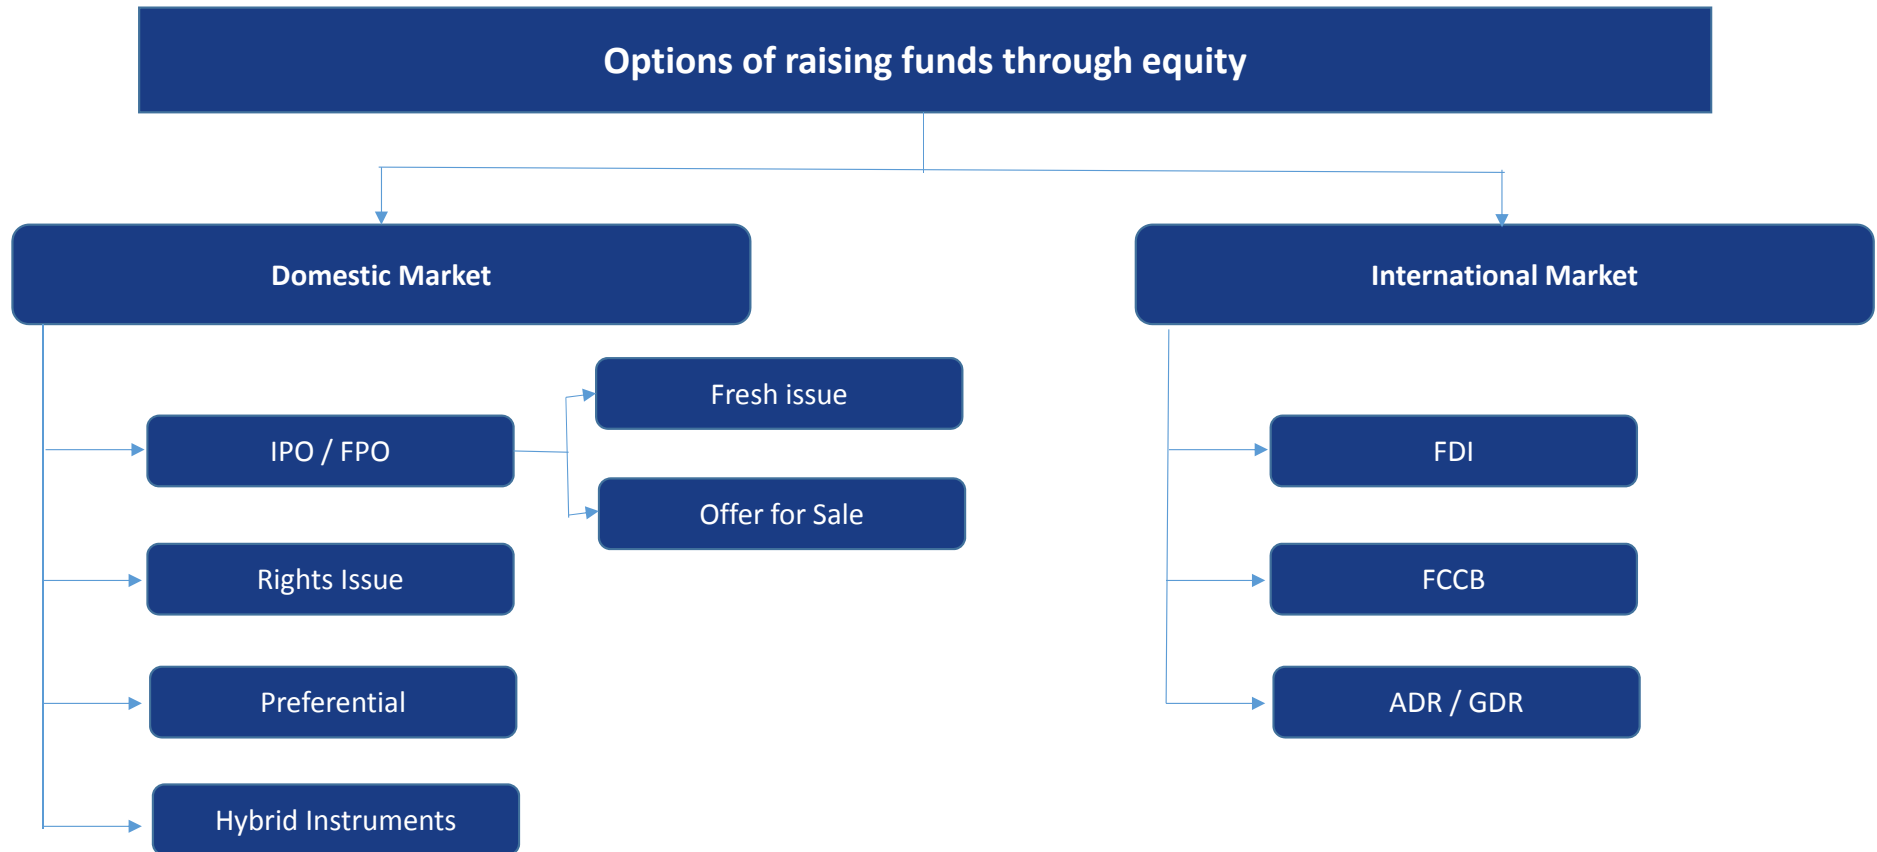 Options of raising funds through equity
Domestic Market
International Market
IPO / FPO
Fresh issue
Offer for Sale
Rights Issue
Preferential
Hybrid Instruments
FDI
FCCB
ADR / GDR